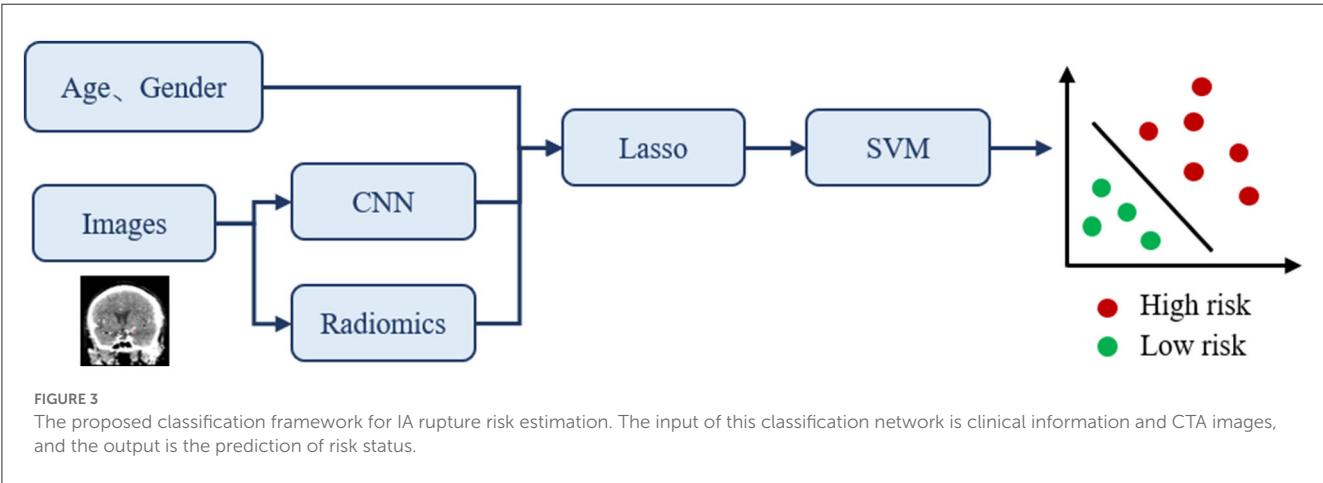 Age、Gender
Images
CNN
Radiomics
Lasso
SVM
High risk
Low risk
FIGURE 3
The proposed classification framework for IA rupture risk estimation. The input of this classification network is clinical information and CTA images,
and the output is the prediction of risk status.